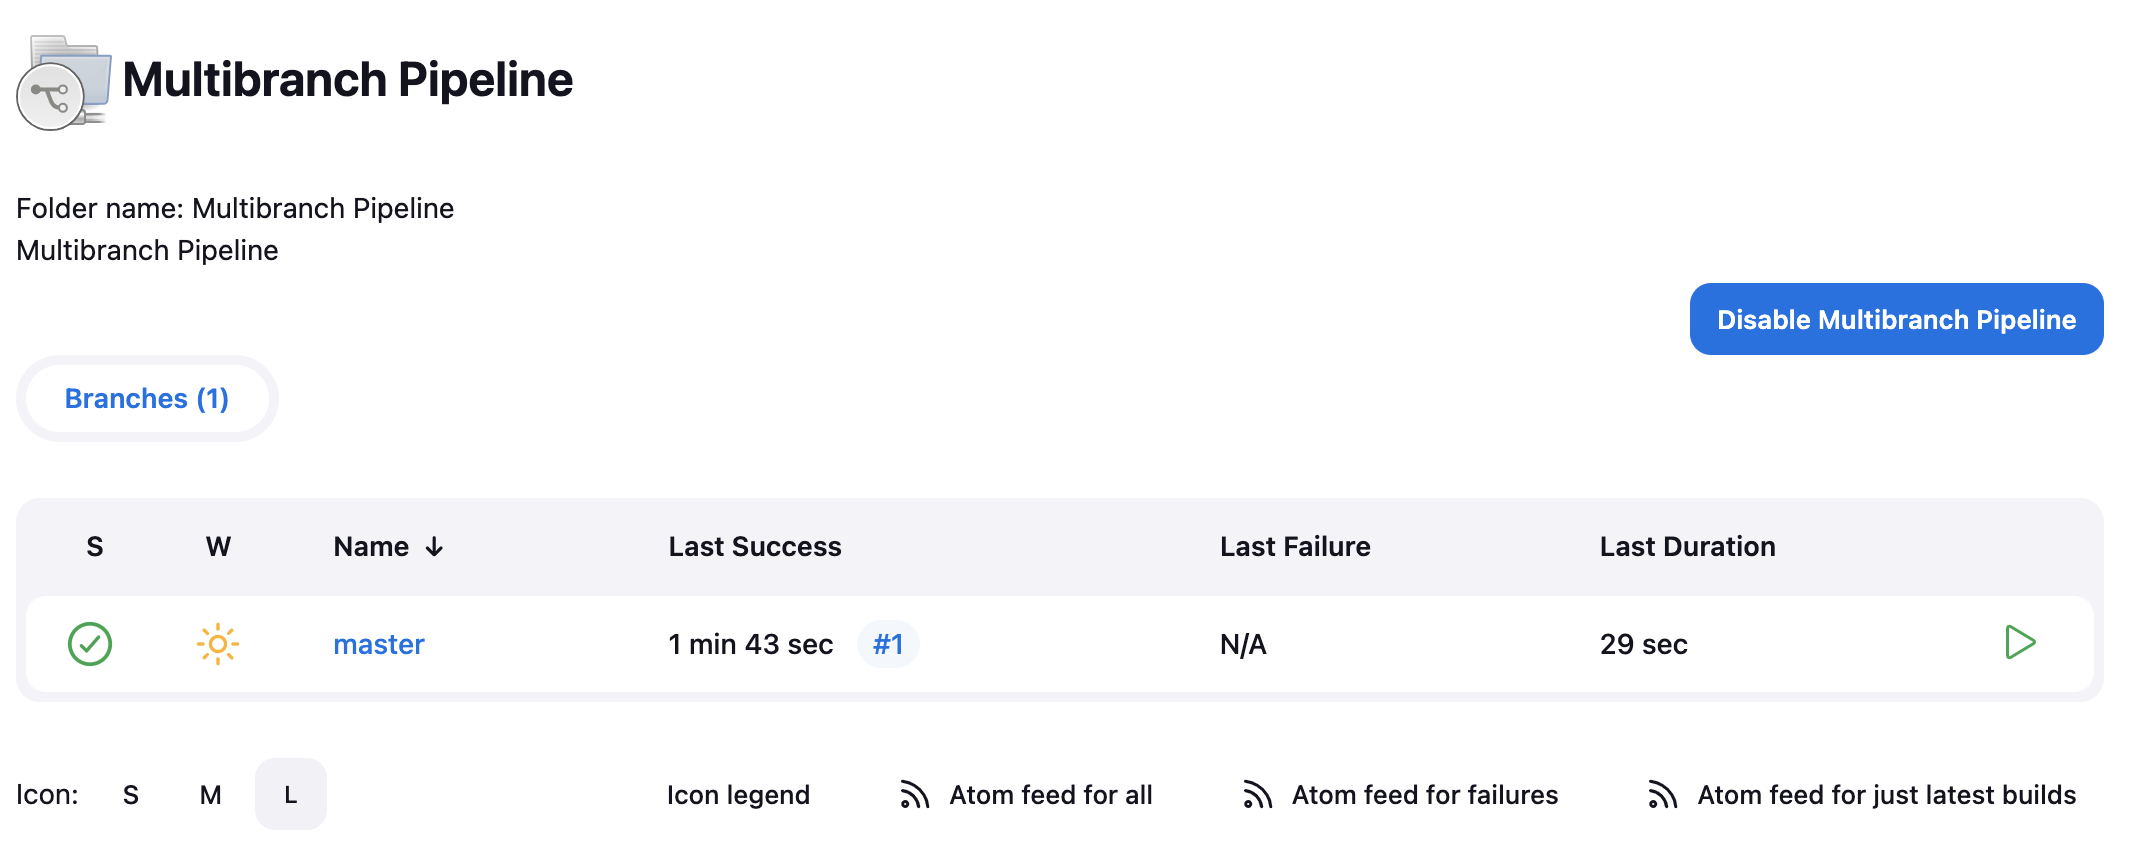 Multibranch Pipeline
Folder name: Multibranch Pipeline
Multibranch Pipeline
Disable Multibranch Pipeline
Branches (1)
S W Name ↓ Last Success Last Failure Last Duration
master 1 min 43 sec #1 N/A 29 sec
Icon: S M L Icon legend Atom feed for all Atom feed for failures Atom feed for just latest builds